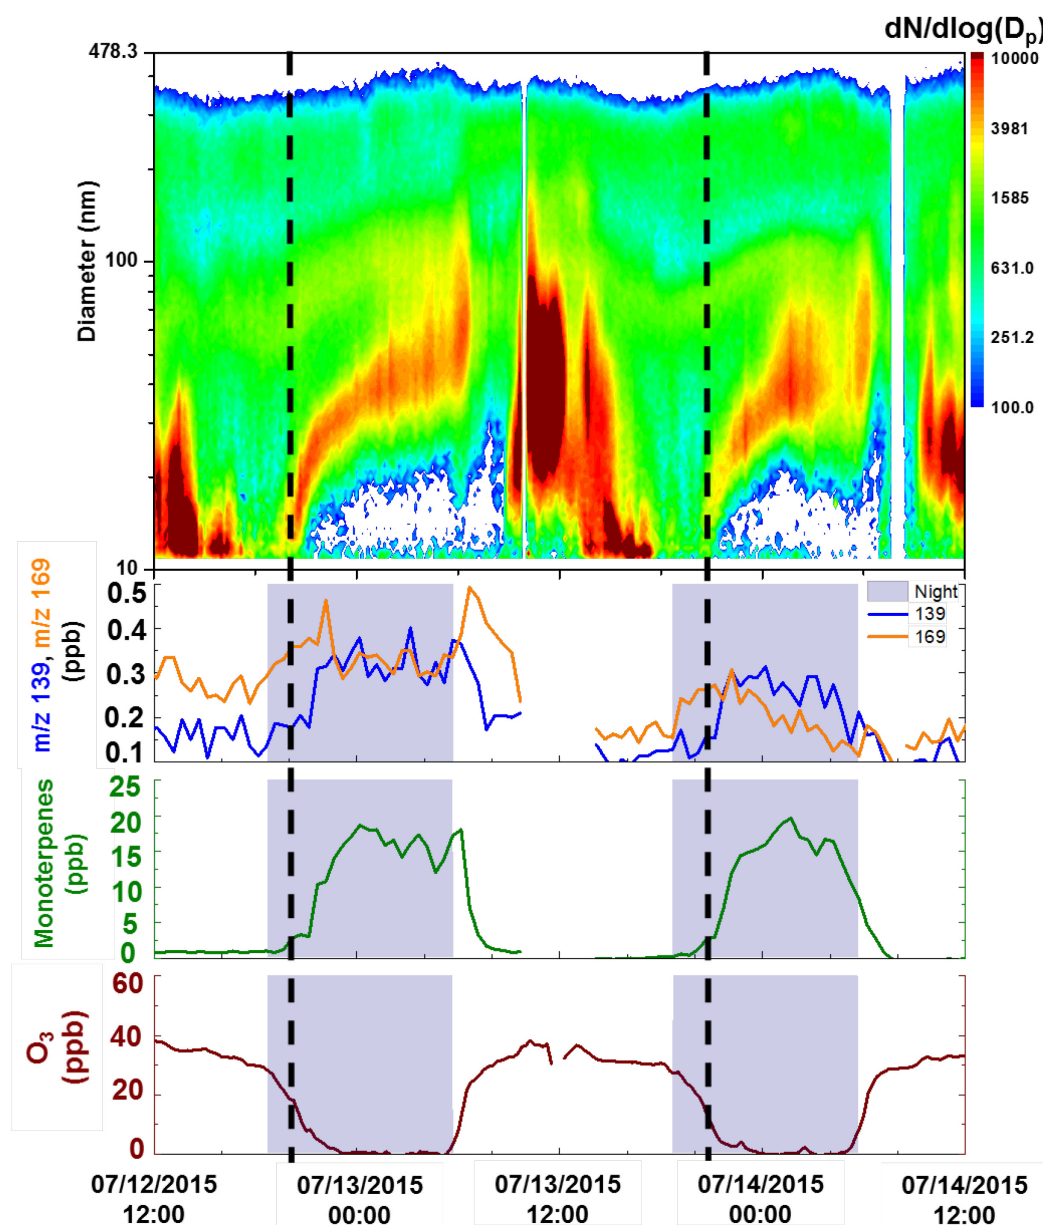 dN/dlog(Dp)
478.3
100
10
Diameter (nm)
10000
3981
1585
631.0
251.2
100.0
m/z 139, m/z 169
(ppb)
0.5
0.4
0.3
0.2
0.1
Night
139
169
Monoterpenes
(ppb)
25
20
15
10
5
0
O3
(ppb)
60
40
20
0
07/12/2015 07/13/2015 07/13/2015 07/14/2015 07/14/2015
12:00 00:00 12:00 00:00 12:00